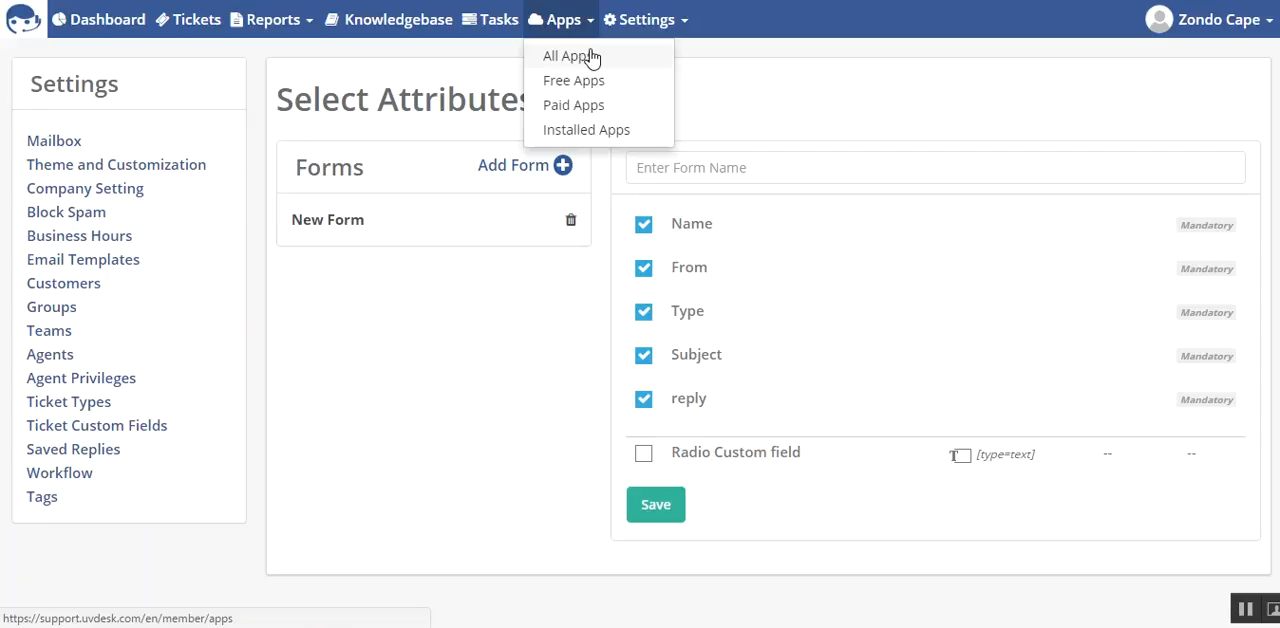 Dashboard Tickets Reports Knowledgebase Tasks Apps Settings Zondo Cape
All Apps
Free Apps
Paid Apps
Installed Apps
Settings
Mailbox
Theme and Customization
Company Setting
Block Spam
Business Hours
Email Templates
Customers
Groups
Teams
Agents
Agent Privileges
Ticket Types
Ticket Custom Fields
Saved Replies
Workflow
Tags
Select Attributes
Forms Add Form
New Form
Enter Form Name
Name Mandatory
From Mandatory
Type Mandatory
Subject Mandatory
reply Mandatory
Radio Custom field T [type=text] -- --
Save
https://support.uvdesk.com/en/member/apps